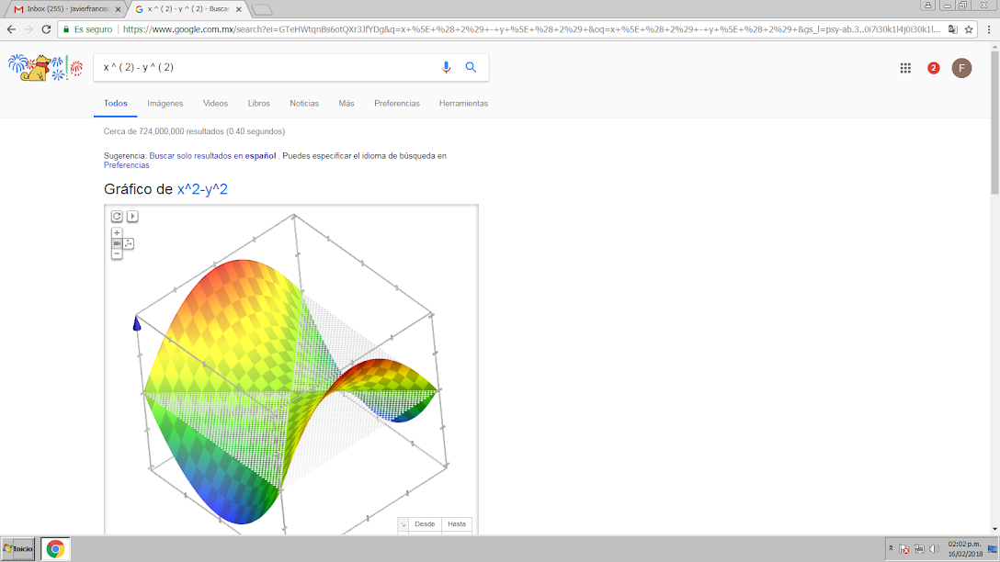 Inbox (255) - javierfrancisc
x ^ ( 2) - y ^ ( 2) - Busca
F
Es seguro
https://www.google.com.mx/search?ei=GTeHWtqnBs6otQXr3JfYDg&q=x+%5E+%28+2%29+-+y+%5E+%28+2%29+&oq=x+%5E+%28+2%29+-+y+%5E+%28+2%29+&gs_l=psy-ab.3..0i7i30k1l4j0i30k1l...
x ^ ( 2) - y ^ ( 2)
2
F
Todos Imágenes Videos Libros Noticias Más Preferencias Herramientas
Cerca de 724,000,000 resultados (0.40 segundos)
Sugerencia: Buscar solo resultados en español . Puedes especificar el idioma de búsqueda en
Preferencias
Gráfico de x^2-y^2
Desde Hasta
Inicio
02:02 p.m.
16/02/2018